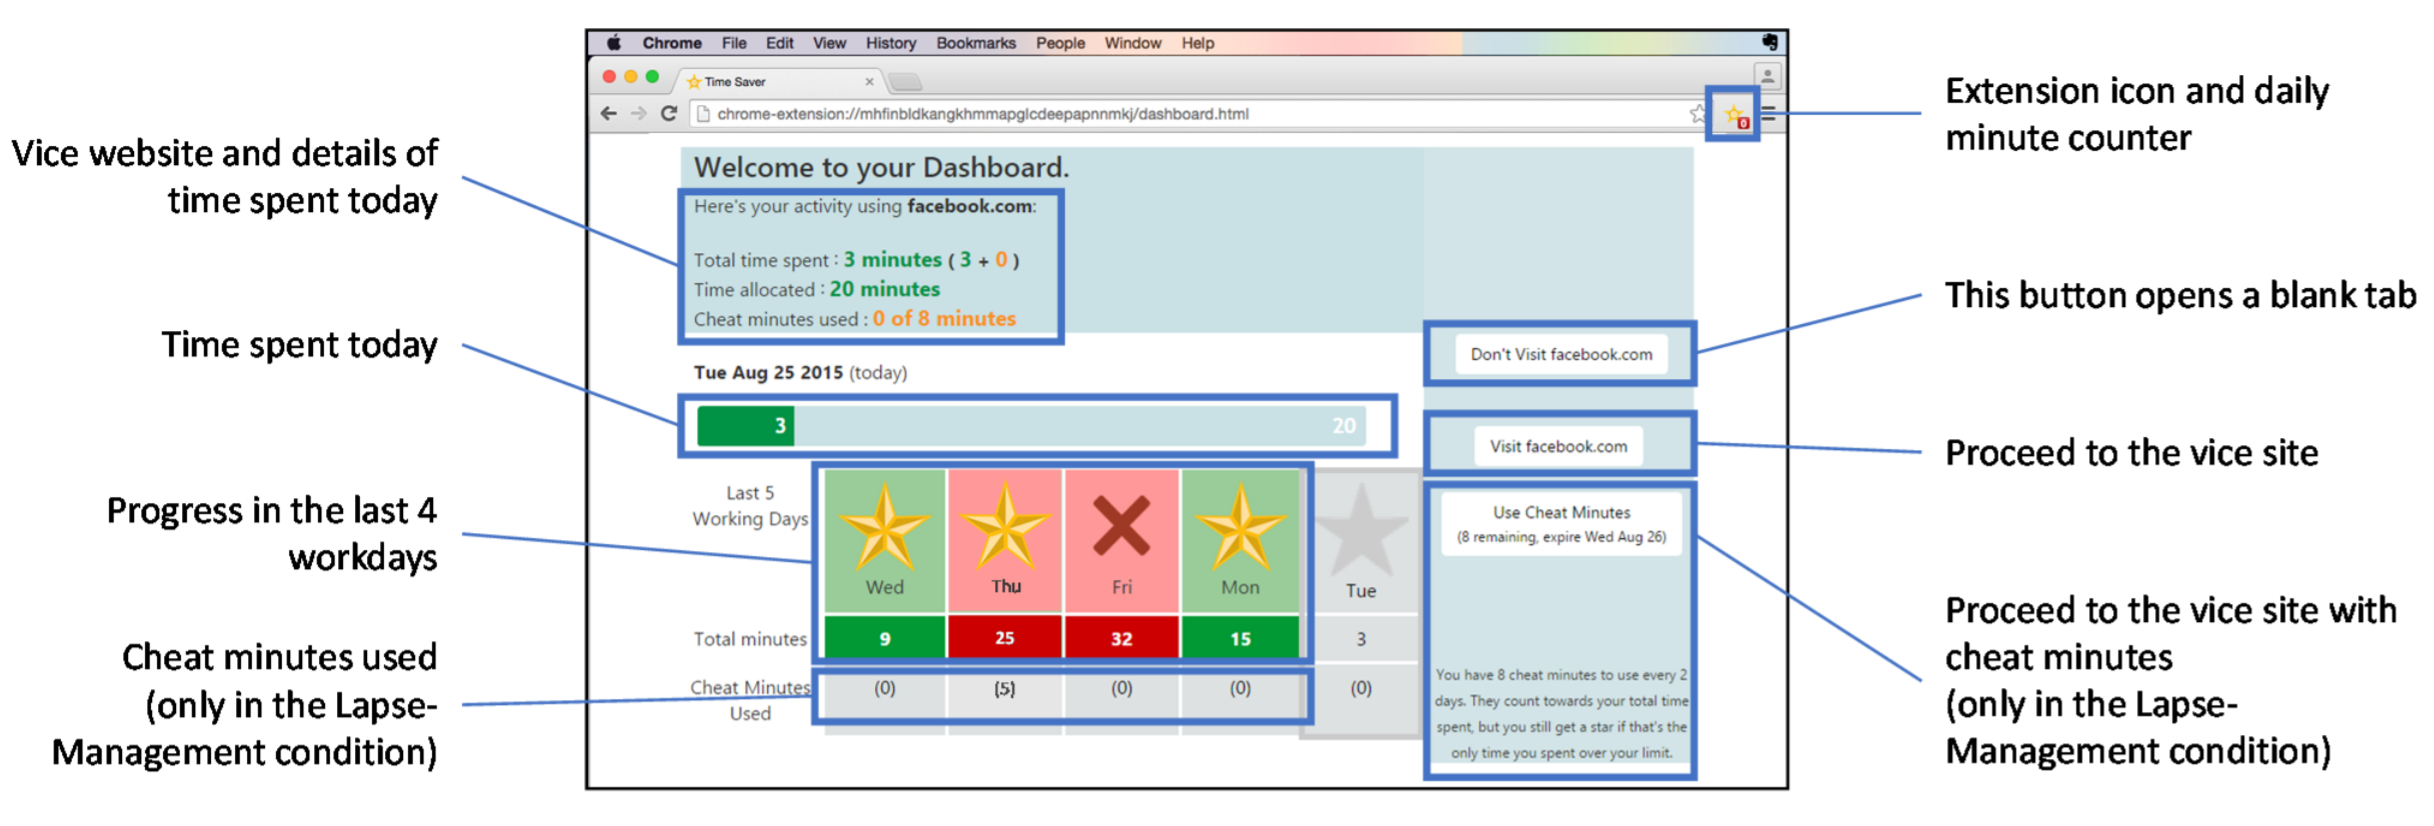 Chrome File Edit View History Bookmarks People Window Help
Time Saver
chrome-extension://mhfinbldkangkhmmapglcdeepapnnmkj/dashboard.html
0
Welcome to your Dashboard.
Here's your activity using facebook.com:
Total time spent : 3 minutes ( 3 + 0 )
Time allocated : 20 minutes
Cheat minutes used : 0 of 8 minutes
Tue Aug 25 2015 (today)
3 20
Last 5
Working Days
Wed Thu Fri Mon Tue
Total minutes 9 25 32 15 3
Cheat Minutes
Used
(0) (5) (0) (0) (0)
Don't Visit facebook.com
Visit facebook.com
Use Cheat Minutes
(8 remaining, expire Wed Aug 26)
You have 8 cheat minutes to use every 2
days. They count towards your total time
spent, but you still get a star if that's the
only time you spent over your limit.
Vice website and details of
time spent today
Time spent today
Progress in the last 4
workdays
Cheat minutes used
(only in the Lapse-
Management condition)
Extension icon and daily
minute counter
This button opens a blank tab
Proceed to the vice site
Proceed to the vice site with
cheat minutes
(only in the Lapse-
Management condition)